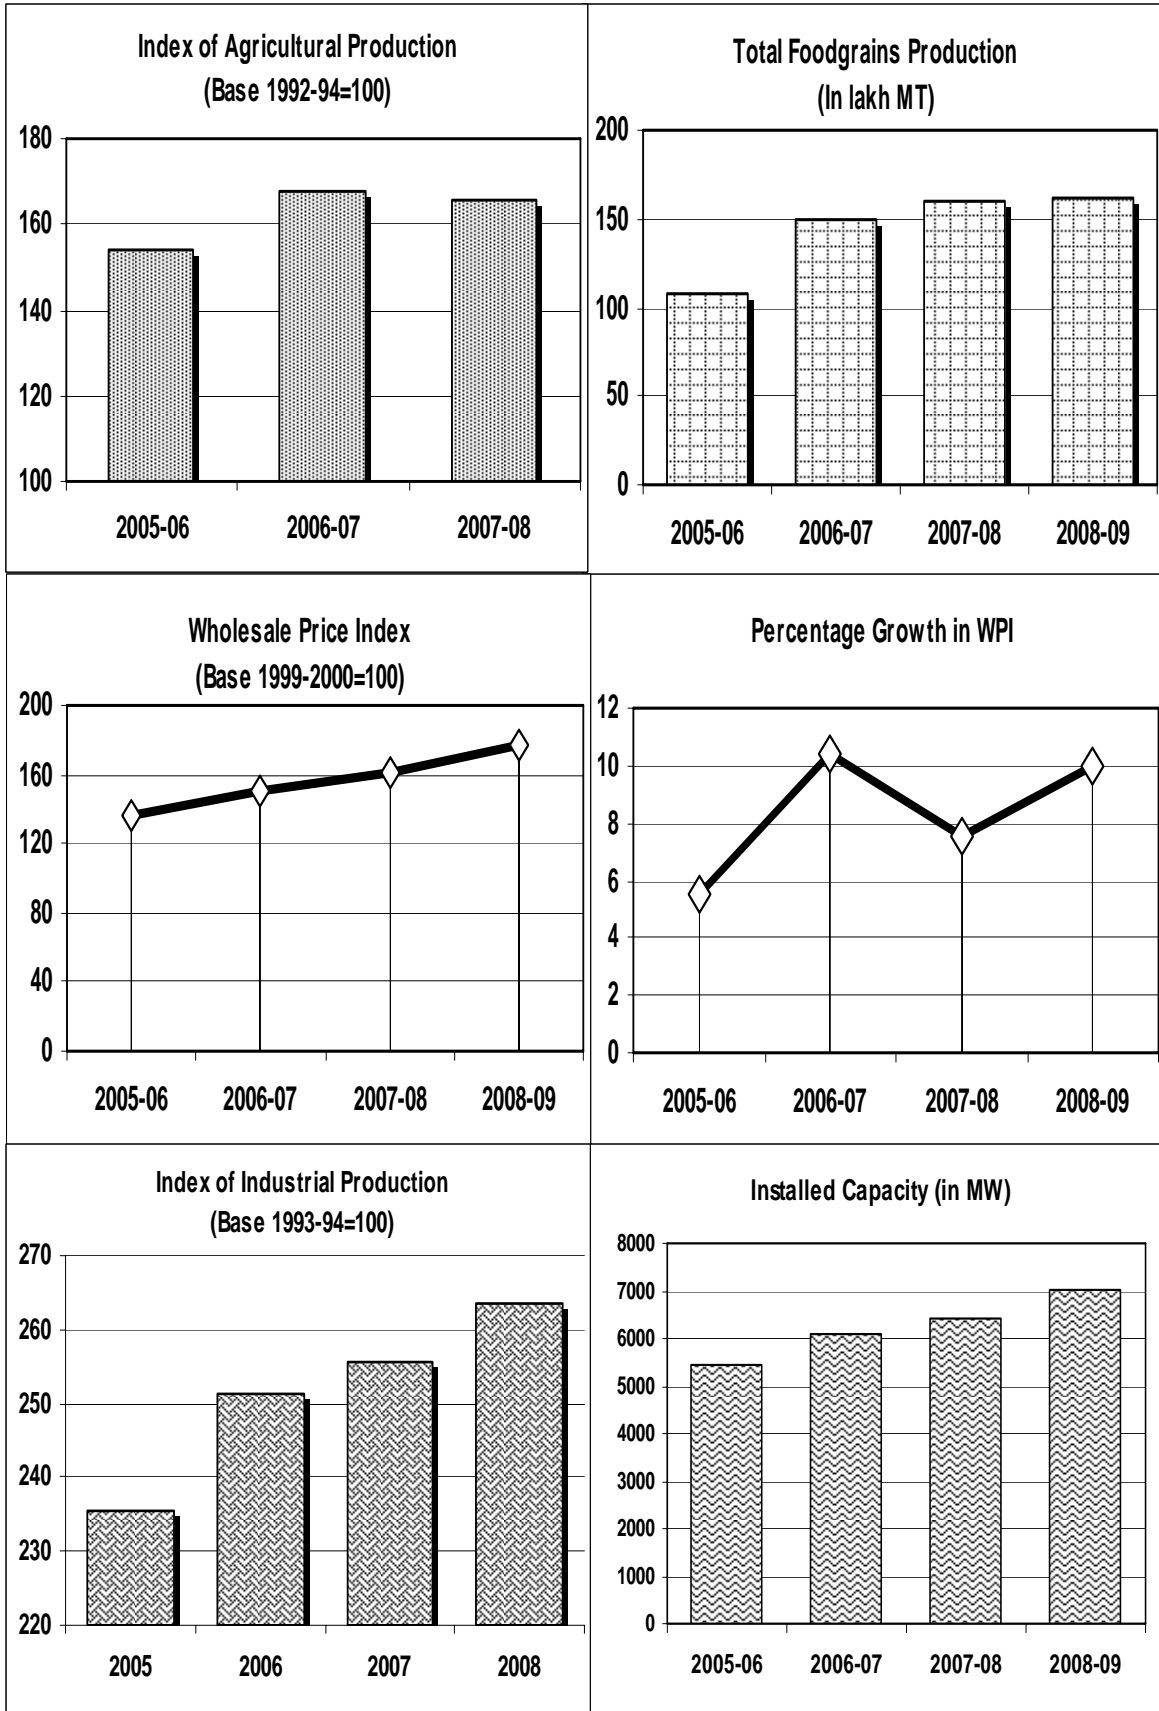 Index of Agricultural Production
(Base 1992-94=100)
180
160
140
120
100
2005-06 2006-07 2007-08
Total Foodgrains Production
(In lakh MT)
200
150
100
50
0
2005-06 2006-07 2007-08 2008-09
Wholesale Price Index
(Base 1999-2000=100)
200
160
120
80
40
0
2005-06 2006-07 2007-08 2008-09
Percentage Growth in WPI
12
10
8
6
4
2
0
2005-06 2006-07 2007-08 2008-09
Index of Industrial Production
(Base 1993-94=100)
270
260
250
240
230
220
2005 2006 2007 2008
Installed Capacity (in MW)
8000
7000
6000
5000
4000
3000
2000
1000
0
2005-06 2006-07 2007-08 2008-09